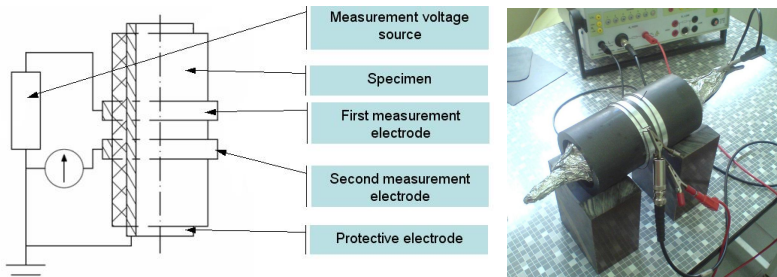 Measurement voltage
source
Specimen
First measurement
electrode
Second measurement
electrode
Protective electrode